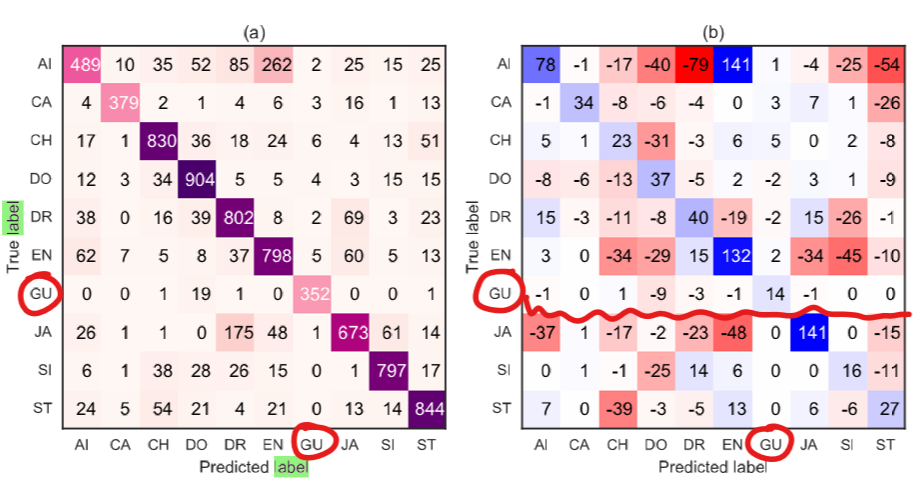 (a)
AI 489 10 35 52 85 262 2 25 15 25
CA 4 379 2 1 4 6 3 16 1 13
CH 17 1 830 36 18 24 6 4 13 51
DO 12 3 34 904 5 5 4 3 15 15
DR 38 0 16 39 802 8 2 69 3 23
EN 62 7 5 8 37 798 5 60 5 13
GU 0 0 1 19 1 0 352 0 0 1
JA 26 1 1 0 175 48 1 673 61 14
SI 6 1 38 28 26 15 0 1 797 17
ST 24 5 54 21 4 21 0 13 14 844
AI CA CH DO DR EN GU JA SI ST
True label
Predicted abel
(b)
AI 78 -1 -17 -40 -79 141 1 -4 -25 -54
CA -1 34 -8 -6 -4 0 3 7 1 -26
CH 5 1 23 -31 -3 6 5 0 2 -8
DO -8 -6 -13 37 -5 2 -2 3 1 -9
DR 15 -3 -11 -8 40 -19 -2 15 -26 -1
EN 3 0 -34 -29 15 132 2 -34 -45 -10
GU -1 0 1 -9 -3 -1 14 -1 0 0
JA -37 1 -17 -2 -23 -48 0 141 0 -15
SI 0 1 -1 -25 14 6 0 0 16 -11
ST 7 0 -39 -3 -5 13 0 6 -6 27
AI CA CH DO DR EN GU JA SI ST
True label
Predicted label